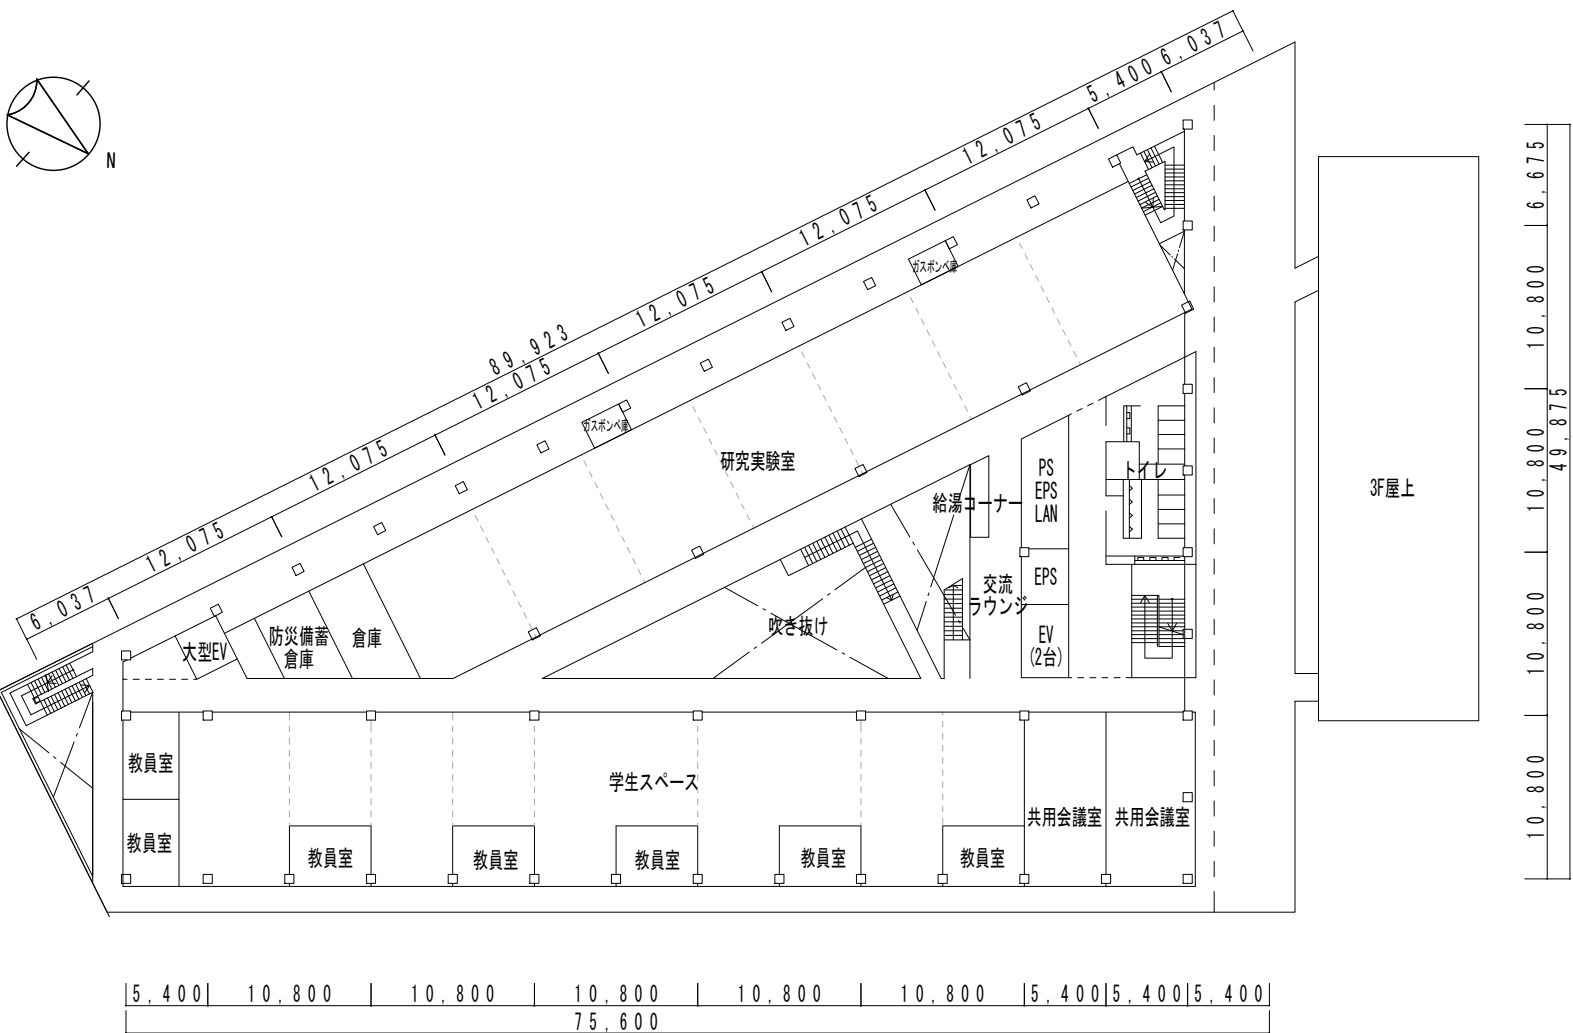 N
6,037
12,075
12,075
12,075
12,075
12,075
12,075
12,075
5,400
6,037
89,923
6,675
10,800
10,800
10,800
10,800
49,875
ガスボンベ庫
ガスボンベ庫
研究実験室
PS
EPS
LAN
トイレ
3F屋上
給湯コーナー
EPS
交流
ラウンジ
EV
(2台)
吹き抜け
大型EV
防災備蓄
倉庫
倉庫
教員室
教員室
学生スペース
共用会議室
共用会議室
教員室
教員室
教員室
教員室
教員室
5,400
10,800
10,800
10,800
10,800
10,800
5,400
5,400
5,400
75,600